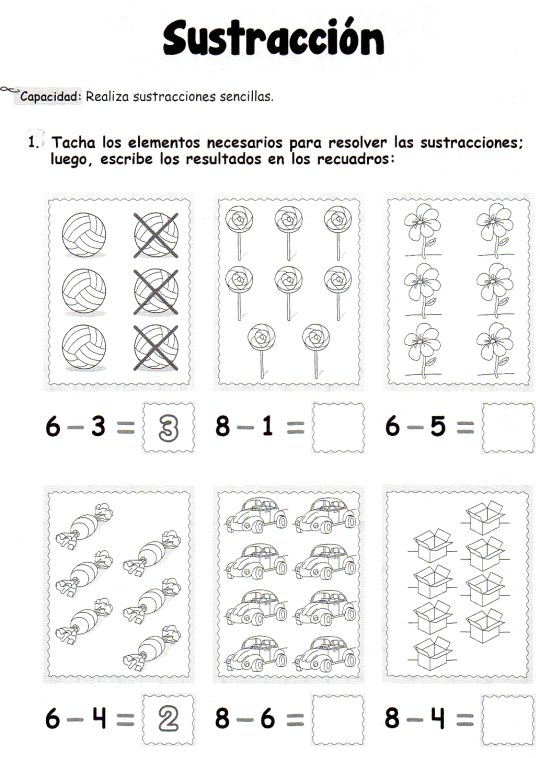 Sustracción
Capacidad: Realiza sustracciones sencillas.
1. Tacha los elementos necesarios para resolver las sustracciones;
luego, escribe los resultados en los recuadros:
6 - 3 = 3
8 - 1 =
6 - 5 =
6 - 4 = 2
8 - 6 =
8 - 4 =